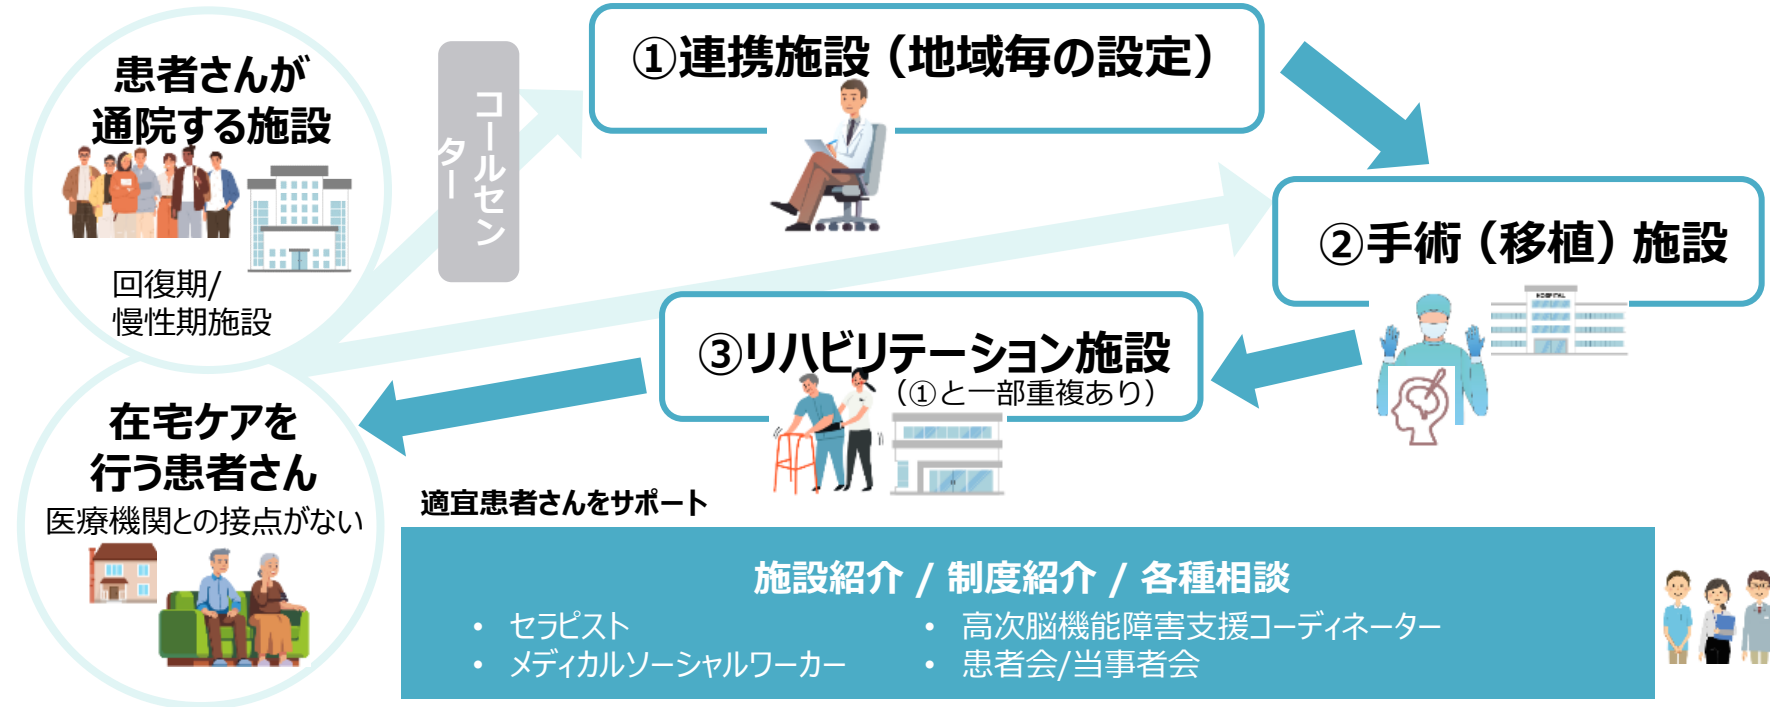 患者さんが
通院する施設
回復期/
慢性期施設
在宅ケアを
行う患者さん
医療機関との接点がない
コールセン
ター
①連携施設（地域毎の設定）
②手術（移植）施設
HOSPITAL
③リハビリテーション施設
（①と一部重複あり）
適宜患者さんをサポート
施設紹介 / 制度紹介 / 各種相談
• セラピスト
• メディカルソーシャルワーカー
• 高次脳機能障害支援コーディネーター
• 患者会/当事者会